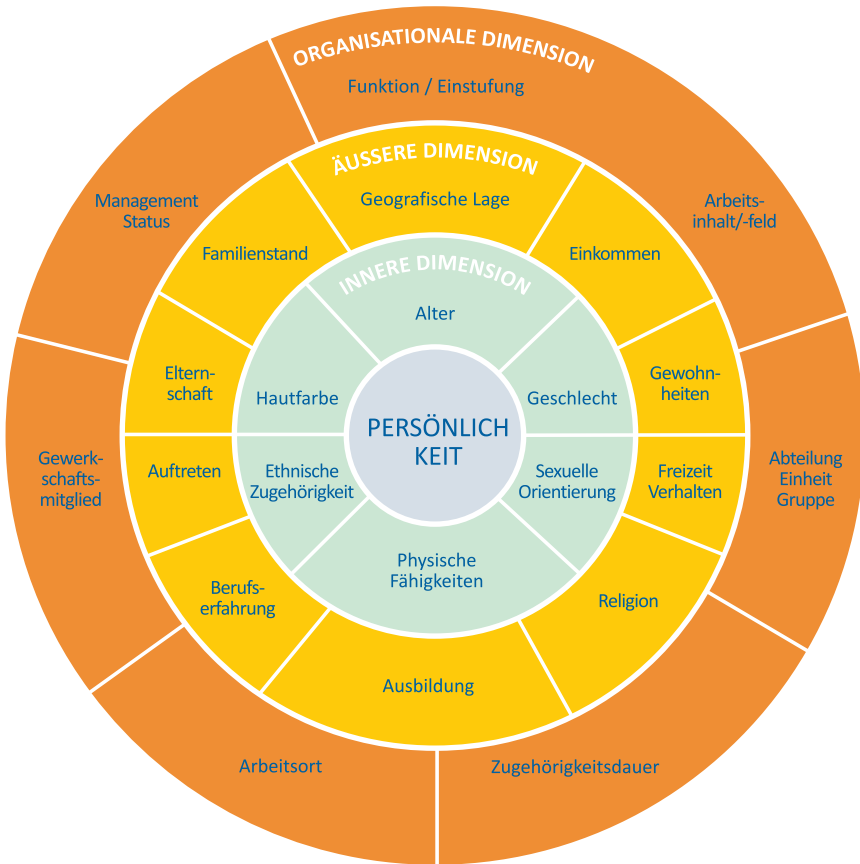 ORGANISATIONALE DIMENSION
Funktion / Einstufung
Arbeits-
inhalt/-feld
Abteilung
Einheit
Gruppe
Zugehörigkeitsdauer
Arbeitsort
Gewerk-
schafts-
mitglied
Management
Status
ÄUSSERE DIMENSION
Geografische Lage
Einkommen
Gewohn-
heiten
Freizeit
Verhalten
Religion
Ausbildung
Berufs-
erfahrung
Auftreten
Eltern-
schaft
Familienstand
INNERE DIMENSION
Alter
Geschlecht
Sexuelle
Orientierung
Physische
Fähigkeiten
Ethnische
Zugehörigkeit
Hautfarbe
PERSÖNLICH
KEIT